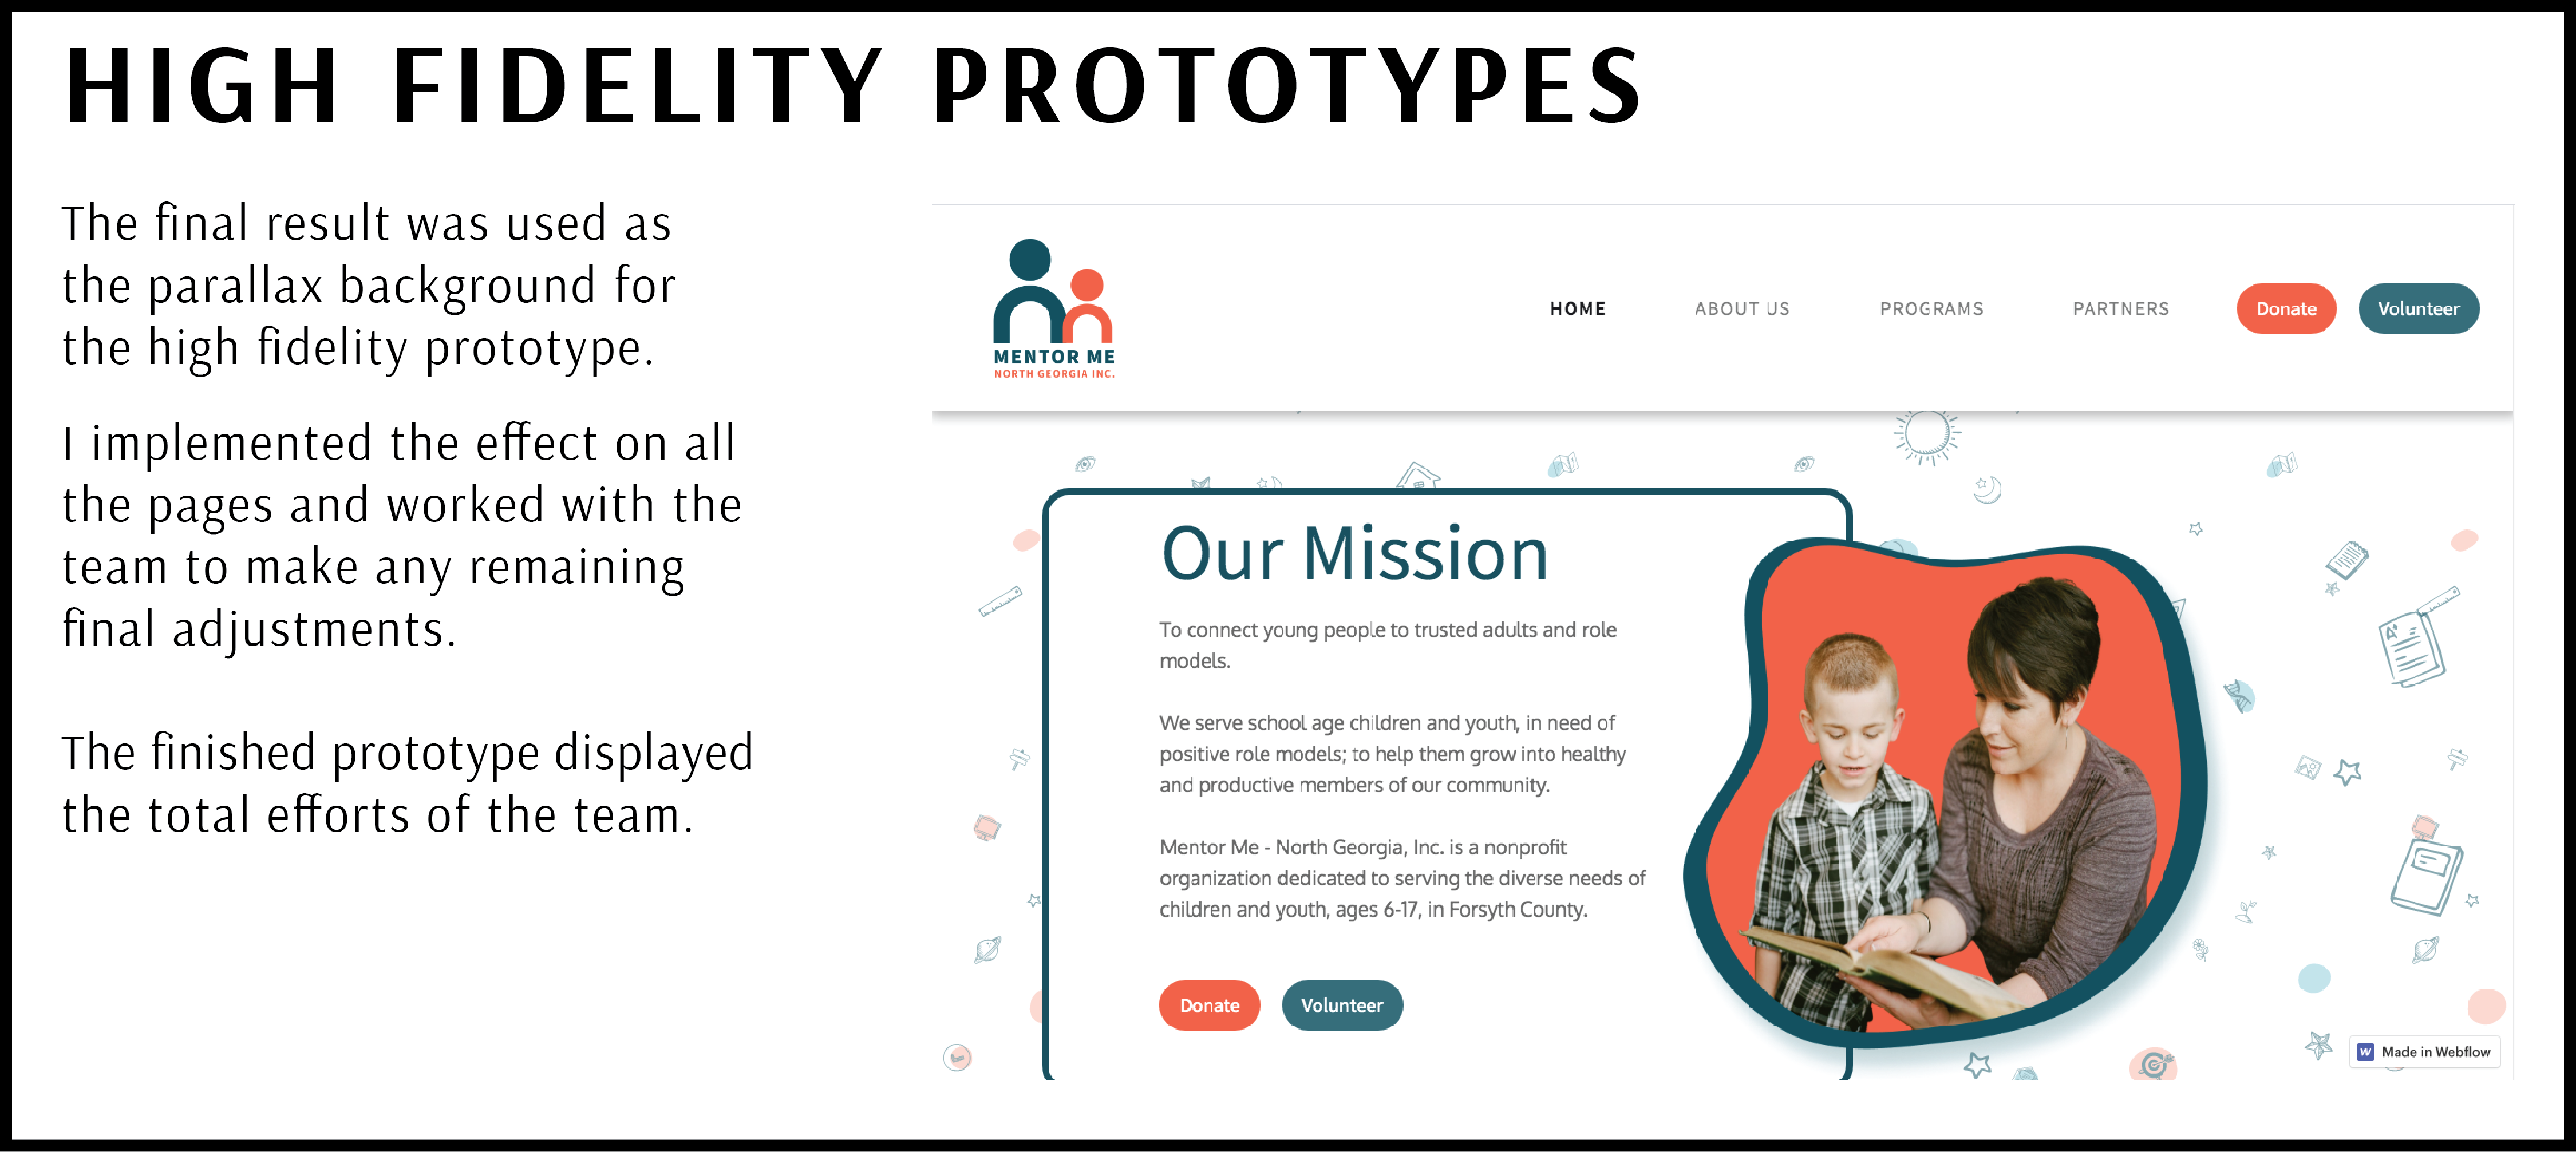 HIGH FIDELITY PROTOTYPES
The final result was used as
the parallax background for
the high fidelity prototype.
I implemented the effect on all
the pages and worked with the
team to make any remaining
final adjustments.
The finished prototype displayed
the total efforts of the team.
MENTOR ME
NORTH GEORGIA INC.
HOME ABOUT US PROGRAMS PARTNERS Donate Volunteer
Our Mission
To connect young people to trusted adults and role
models.
We serve school age children and youth, in need of
positive role models; to help them grow into healthy
and productive members of our community.
Mentor Me - North Georgia, Inc. is a nonprofit
organization dedicated to serving the diverse needs of
children and youth, ages 6-17, in Forsyth County.
Donate Volunteer
A+
W Made in Webflow